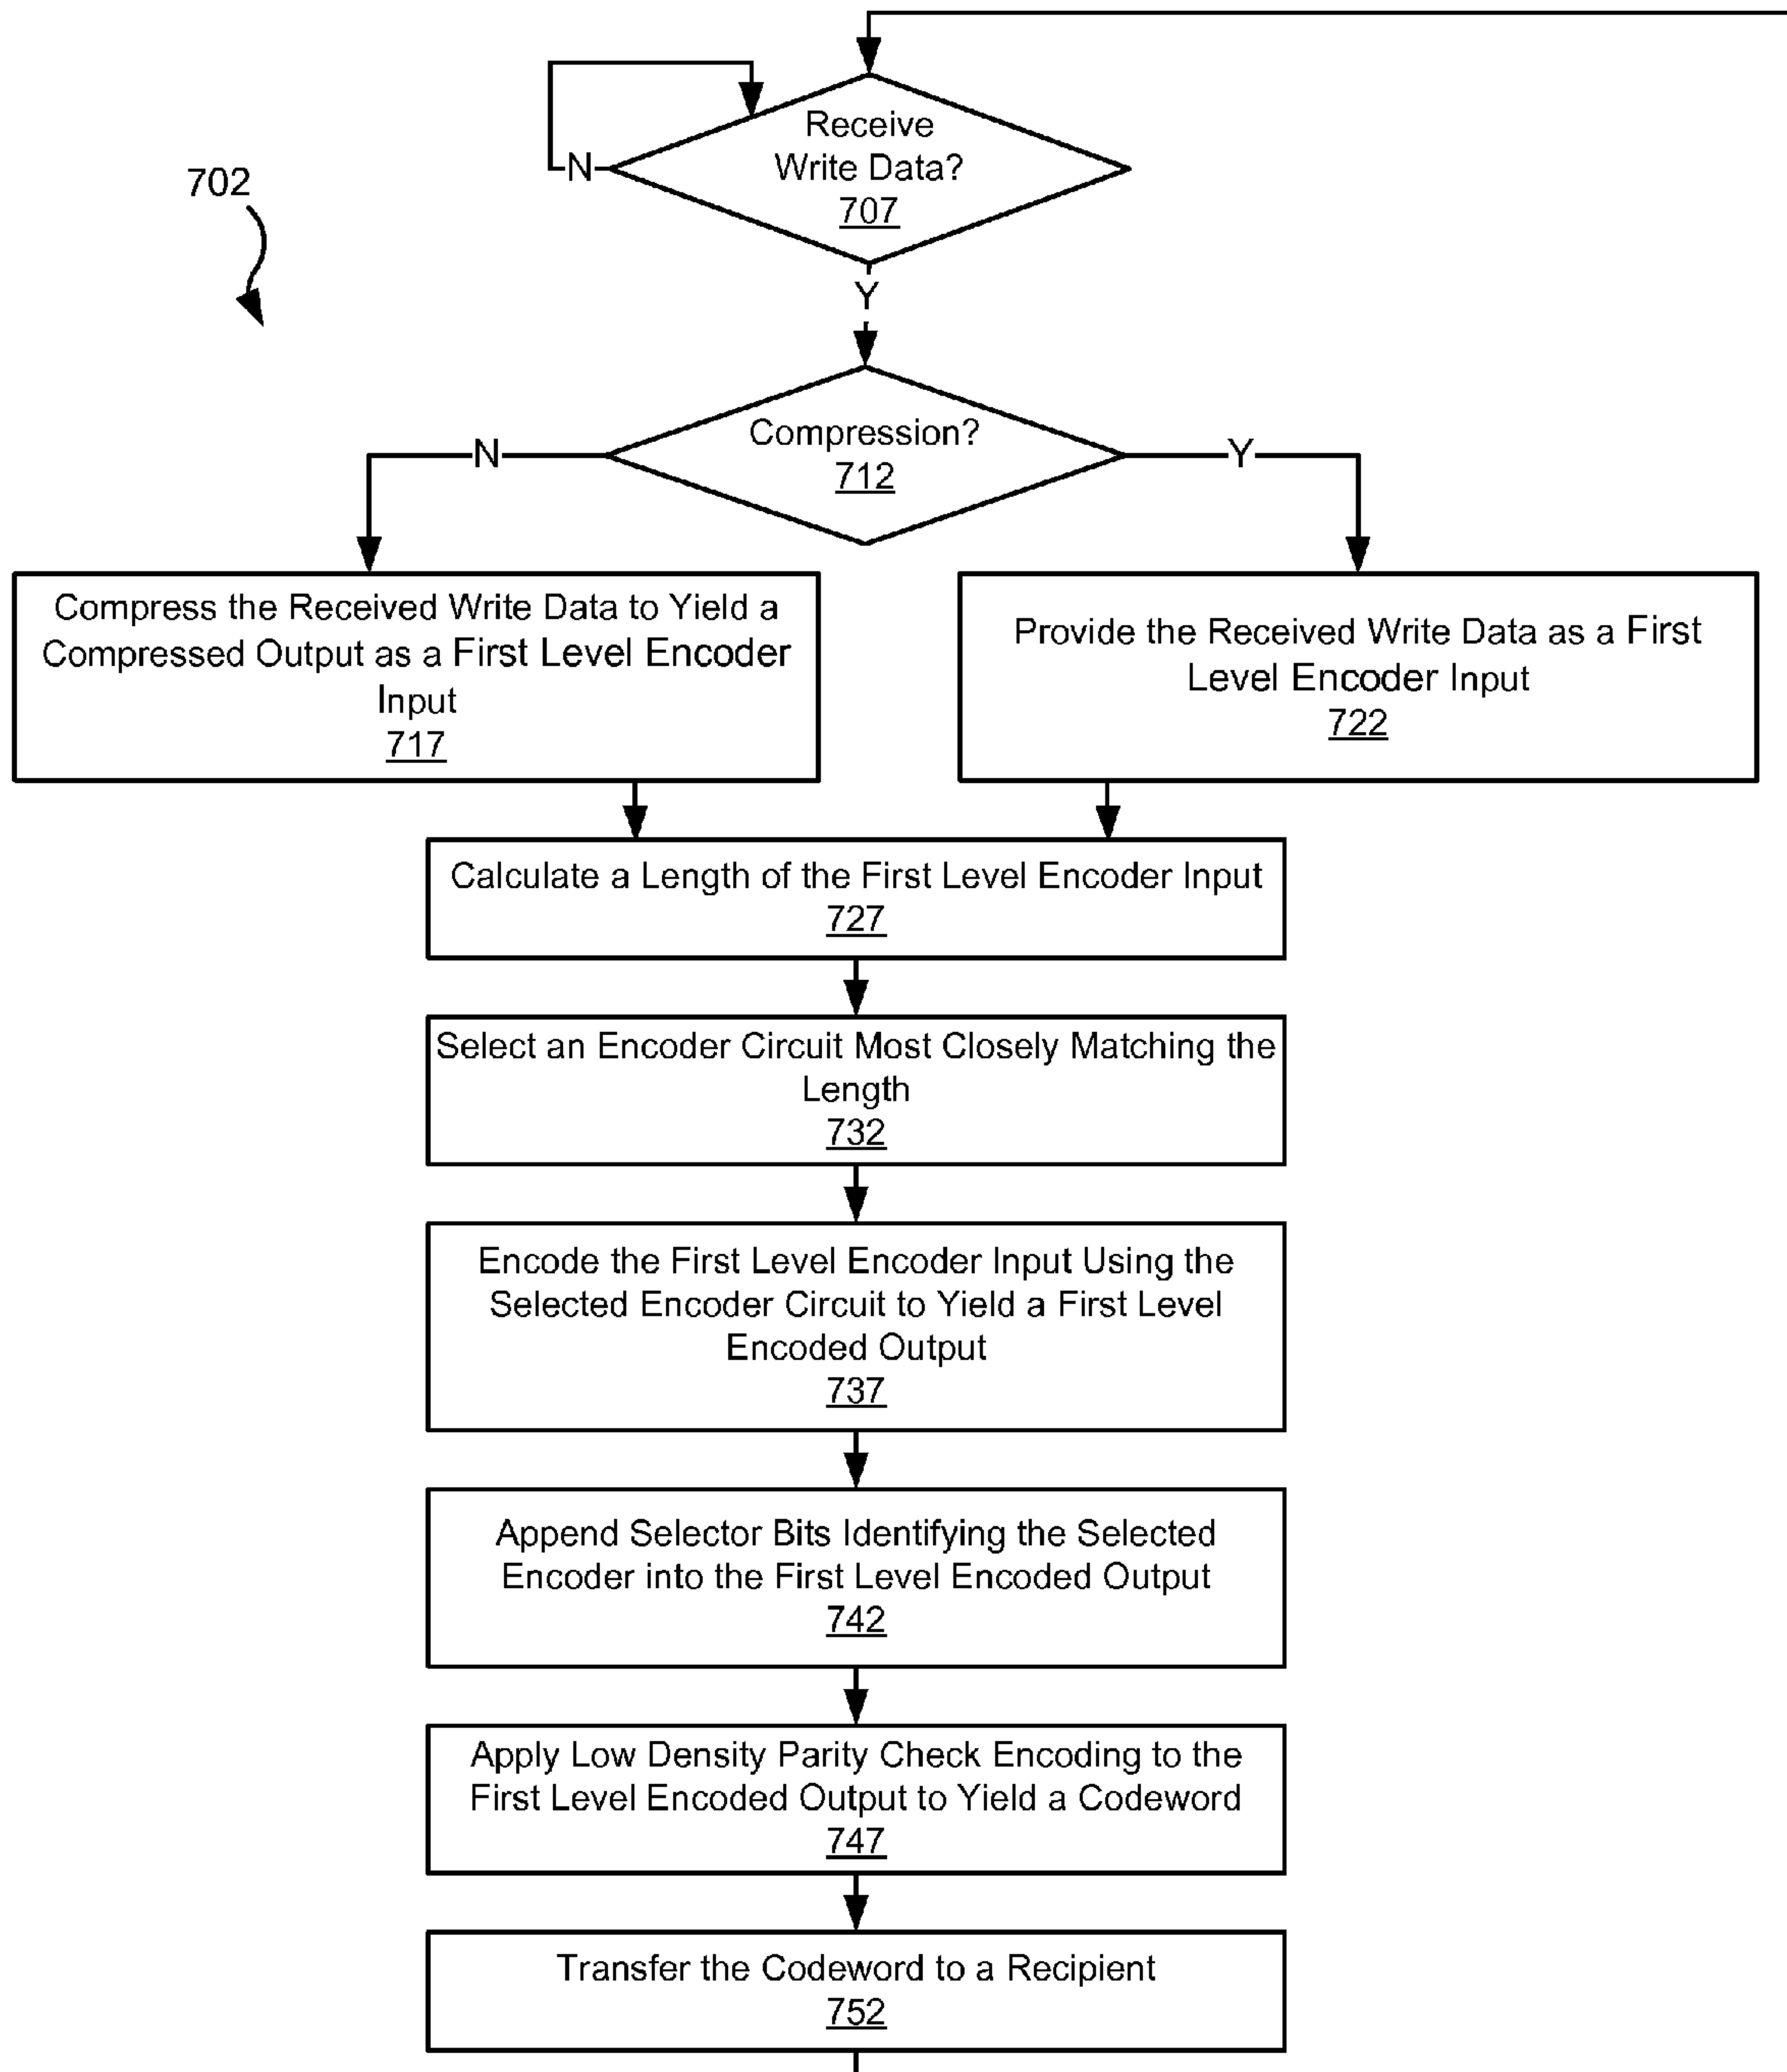 Receive
Write Data?
707
N
702
Y
Compression?
712
N
Y
Compress the Received Write Data to Yield a
Compressed Output as a First Level Encoder
Input
717
Provide the Received Write Data as a First
Level Encoder Input
722
Calculate a Length of the First Level Encoder Input
727
Select an Encoder Circuit Most Closely Matching the
Length
732
Encode the First Level Encoder Input Using the
Selected Encoder Circuit to Yield a First Level
Encoded Output
737
Append Selector Bits Identifying the Selected
Encoder into the First Level Encoded Output
742
Apply Low Density Parity Check Encoding to the
First Level Encoded Output to Yield a Codeword
747
Transfer the Codeword to a Recipient
752